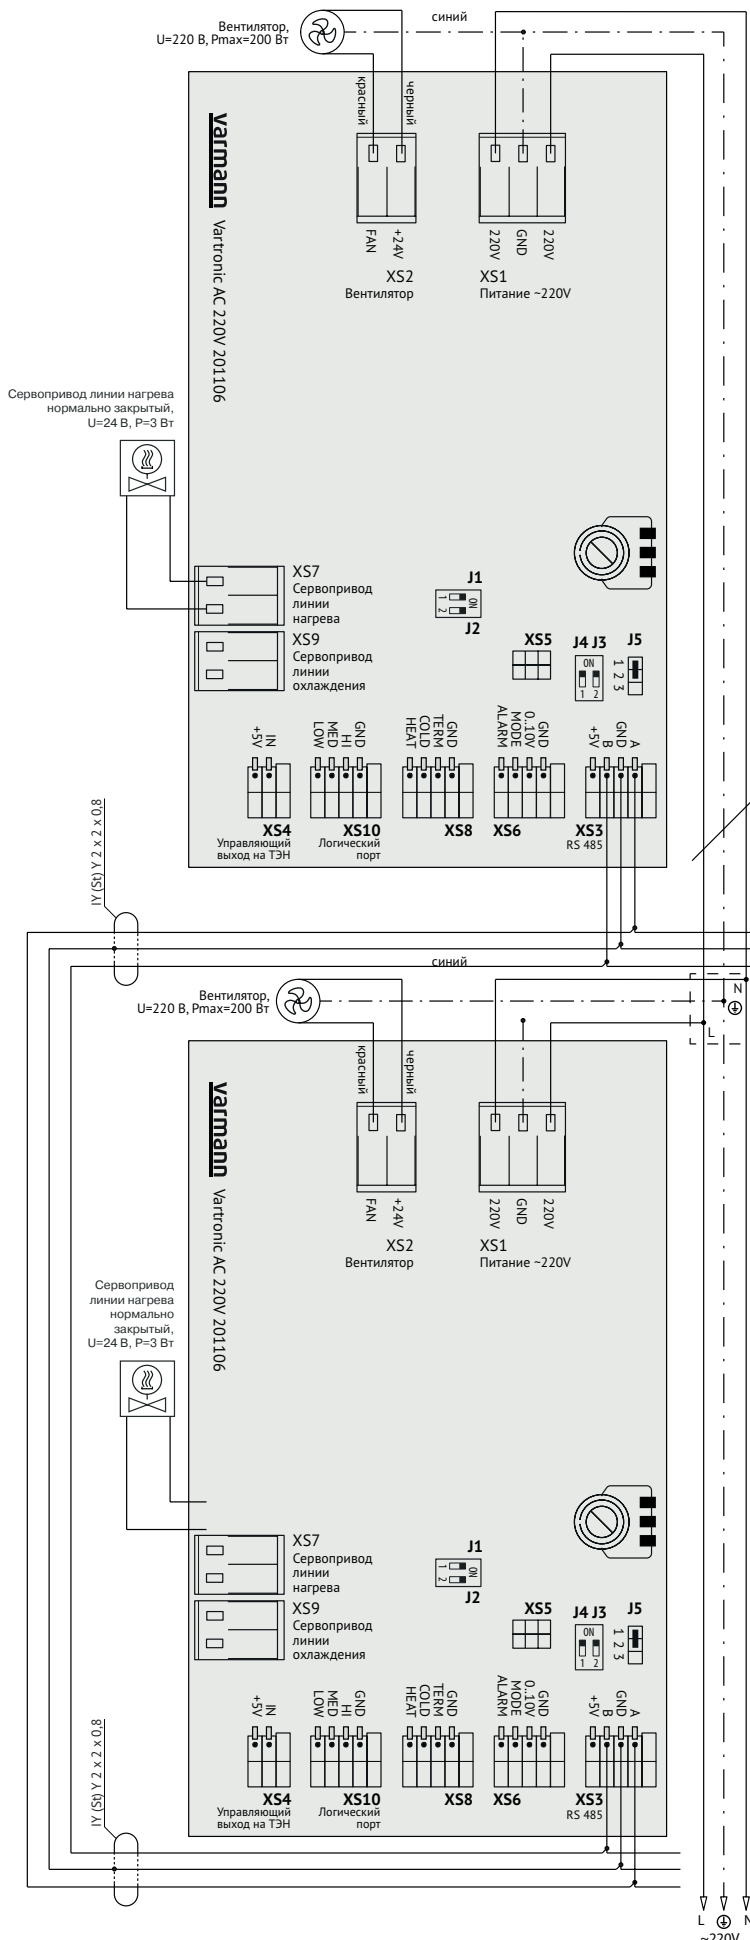 Вентилятор,
U=220 В, Pmax=200 Вт
синий
красный
черный
varmann
Vartronic AC 220V 201106
FAN
+24V
220V
GND
220V
XS2
Вентилятор
XS1
Питание ~220V
Сервопривод линии нагрева
нормально закрытый,
U=24 В, P=3 Вт
XS7
Сервопривод
линии
нагрева
XS9
Сервопривод
линии
охлаждения
J1
1 2 ON
J2
XS5
J4 J3
ON
1 2
J5
1 2 3
+5V
IN
LOW
MED
HI
GND
HEAT
COLD
TERM
GND
ALARM
MODE
0..10V
GND
+5V
B
GND
A
XS4
Управляющий
выход на ТЭН
XS10
Логический
порт
XS8
XS6
XS3
RS 485
IY (St) Y 2 x 2 x 0,8
синий
Вентилятор,
U=220 В, Pmax=200 Вт
N
L
красный
черный
varmann
Vartronic AC 220V 201106
FAN
+24V
220V
GND
220V
XS2
Вентилятор
XS1
Питание ~220V
Сервопривод
линии нагрева
нормально
закрытый,
U=24 В, P=3 Вт
XS7
Сервопривод
линии
нагрева
XS9
Сервопривод
линии
охлаждения
J1
1 2 ON
J2
XS5
J4 J3
ON
1 2
J5
1 2 3
+5V
IN
LOW
MED
HI
GND
HEAT
COLD
TERM
GND
ALARM
MODE
0..10V
GND
+5V
B
GND
A
XS4
Управляющий
выход на ТЭН
XS10
Логический
порт
XS8
XS6
XS3
RS 485
IY (St) Y 2 x 2 x 0,8
L
N
~220V